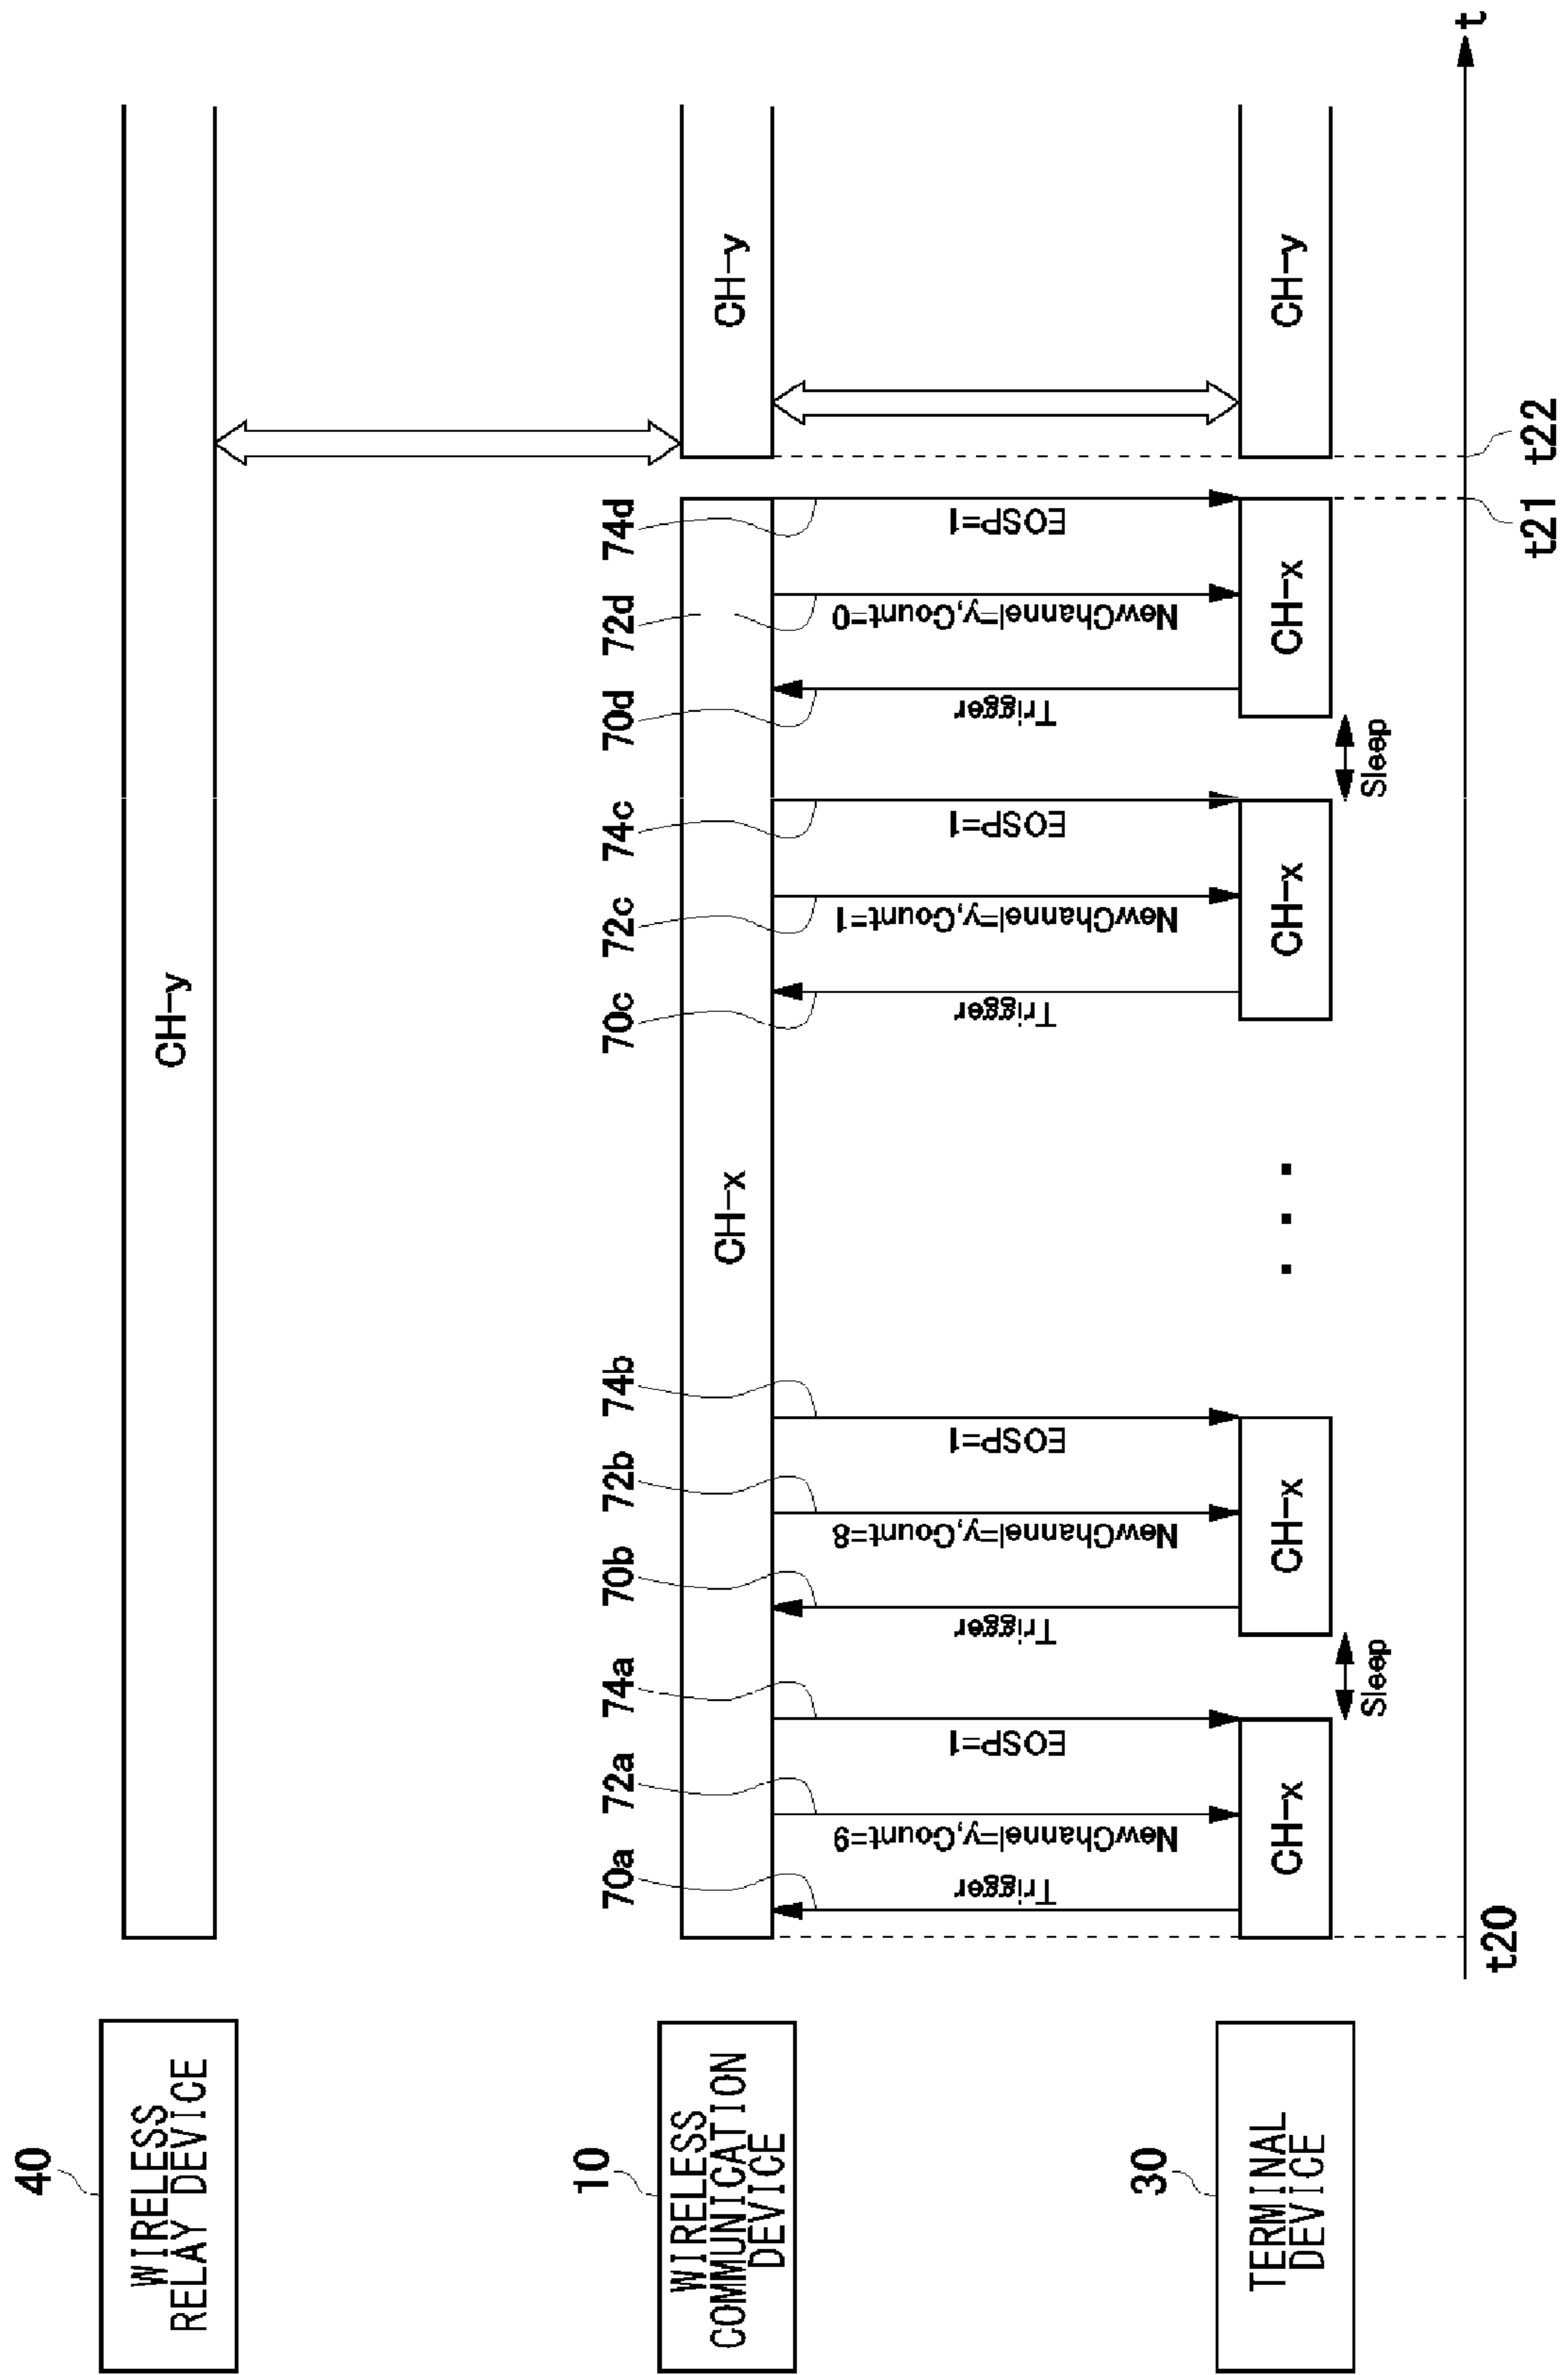 40
WIRELESS
RELAY DEVICE
CH-y
10
WIRELESS
COMMUNICATION
DEVICE
70a
72a
74a
70b
72b
74b
70c
72c
74c
70d
72d
74d
CH-x
CH-y
Trigger
NewChannel=y,Count=9
EOSP=1
Trigger
NewChannel=y,Count=8
EOSP=1
Trigger
NewChannel=y,Count=1
EOSP=1
Trigger
NewChannel=y,Count=0
EOSP=1
30
TERMINAL
DEVICE
CH-x
CH-x
. . .
CH-x
CH-x
CH-y
Sleep
Sleep
t20
t21
t22
t